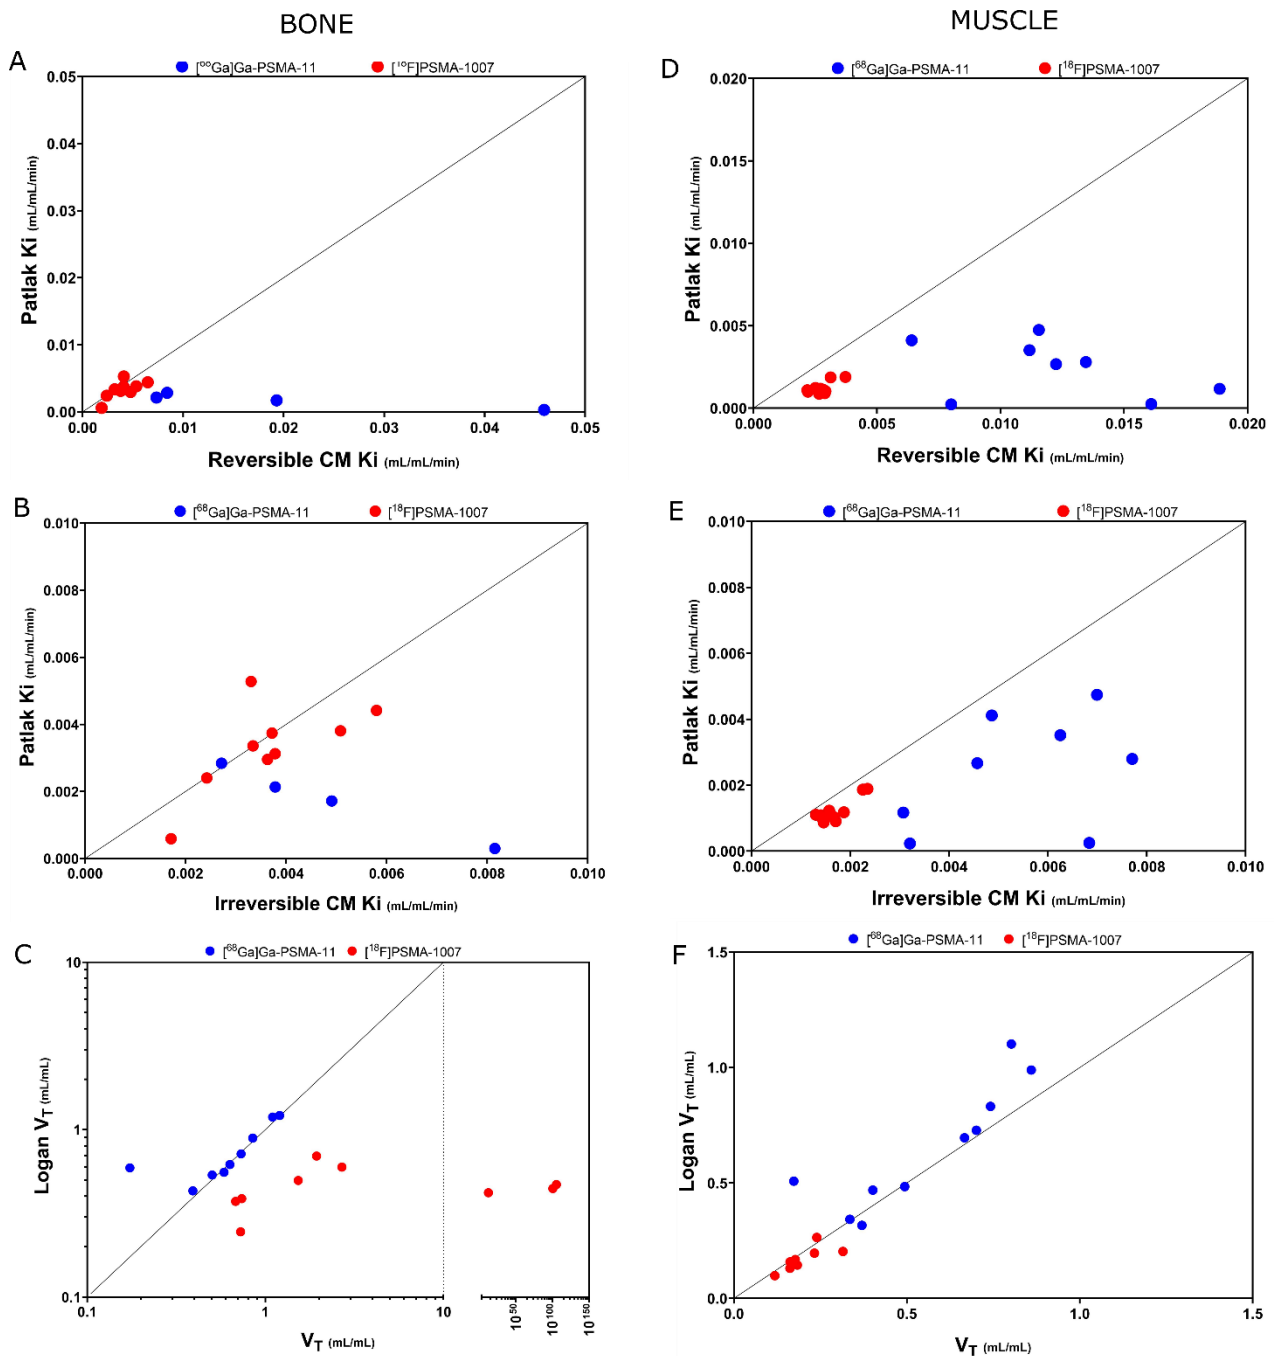 BONE
MUSCLE
A
[⁶⁸Ga]Ga-PSMA-11 [¹⁸F]PSMA-1007
0.05
0.04
0.03
0.02
0.01
0.00
Patlak Ki (mL/mL/min)
0.00 0.01 0.02 0.03 0.04 0.05
Reversible CM Ki (mL/mL/min)
D
[⁶⁸Ga]Ga-PSMA-11 [¹⁸F]PSMA-1007
0.020
0.015
0.010
0.005
0.000
Patlak Ki (mL/mL/min)
0.000 0.005 0.010 0.015 0.020
Reversible CM Ki (mL/mL/min)
B
[⁶⁸Ga]Ga-PSMA-11 [¹⁸F]PSMA-1007
0.010
0.008
0.006
0.004
0.002
0.000
Patlak Ki (mL/mL/min)
0.000 0.002 0.004 0.006 0.008 0.010
Irreversible CM Ki (mL/mL/min)
E
[⁶⁸Ga]Ga-PSMA-11 [¹⁸F]PSMA-1007
0.010
0.008
0.006
0.004
0.002
0.000
Patlak Ki (mL/mL/min)
0.000 0.002 0.004 0.006 0.008 0.010
Irreversible CM Ki (mL/mL/min)
C
[⁶⁸Ga]Ga-PSMA-11 [¹⁸F]PSMA-1007
10
1
0.1
Logan V_T (mL/mL)
0.1 1 10 10⁵⁰ 10¹⁰⁰ 10¹⁵⁰
V_T (mL/mL)
F
[⁶⁸Ga]Ga-PSMA-11 [¹⁸F]PSMA-1007
1.5
1.0
0.5
0.0
Logan V_T (mL/mL)
0.0 0.5 1.0 1.5
V_T (mL/mL)